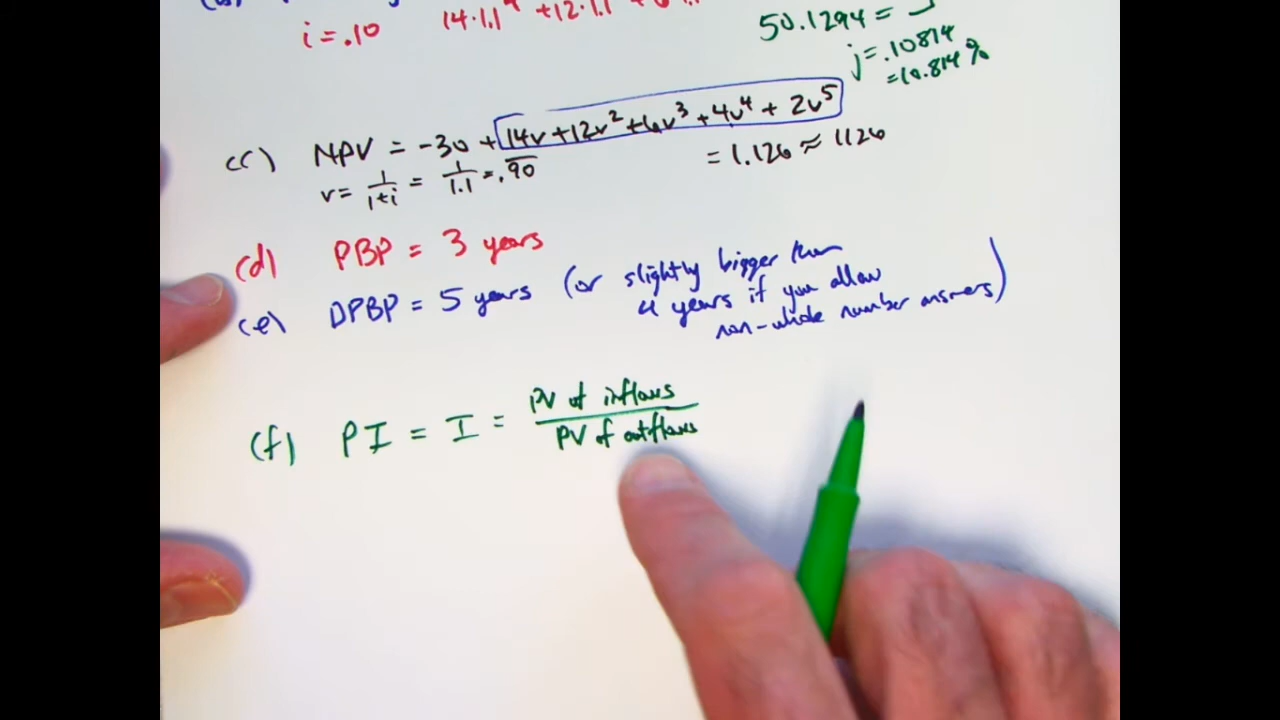 i = .10 14·1.1⁴ + 12·1.1
50.1294 =
j = .10814
= 10.814%
(c) NPV = -30 + 14v + 12v² + 6v³ + 4v⁴ + 2v⁵
v = 1/(1+i) = 1/1.1 = .90 = 1.126 ≈ 1126
(d) PBP = 3 years
(e) DPBP = 5 years (or slightly bigger than
4 years if you allow
non-whole number answers)
(f) PI = I = PV of inflows
PV of outflows